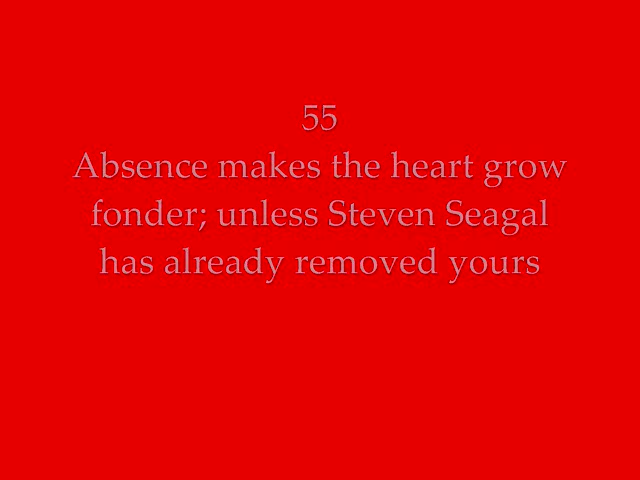 55
Absence makes the heart grow
fonder; unless Steven Seagal
has already removed yours